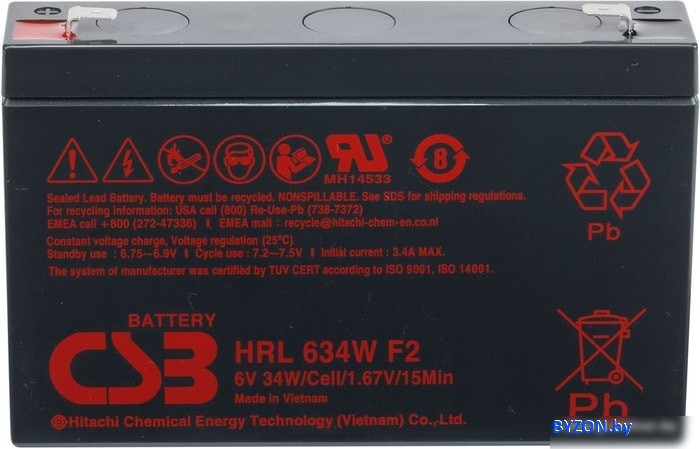 MH14533
8
Sealed Lead Battery. Battery must be recycled. NONSPILLABLE. See SDS for shipping regulations.
For recycling information: USA call (800) Re-Use-Pb (738-7372)
EMEA call +800 (272-47336) | EMEA mail : recycle@hitachi-chem-en.co.nl
Constant voltage charge, Voltage regulation (25°C)
Standby use : 6.75—6.9V | Cycle use : 7.2—7.5V | Initial current : 3.4A MAX.
The system of manufacturer was certified by TUV CERT according to ISO 9001, ISO 14001.
Pb
BATTERY
CSB
HRL 634W F2
6V 34W/Cell/1.67V/15Min
Made in Vietnam
Hitachi Chemical Energy Technology (Vietnam) Co., Ltd.
Pb
BYZON.by